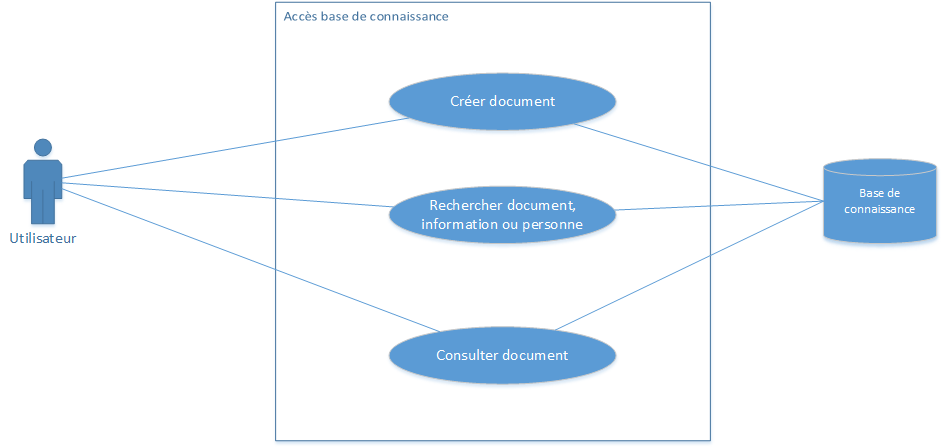 Accès base de connaissance
Créer document
Utilisateur
Rechercher document,
information ou personne
Base de
connaissance
Consulter document